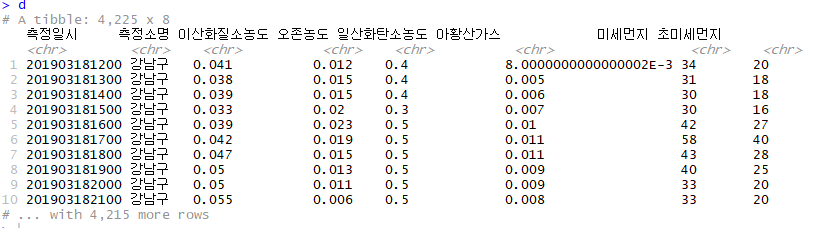 > d
# A tibble: 4,225 x 8
측정일시 측정소명 이산화질소농도 오존농도 일산화탄소농도 아황산가스 미세먼지 초미세먼지
<chr> <chr> <chr> <chr> <chr> <chr> <chr> <chr>
1 201903181200 강남구 0.041 0.012 0.4 8.0000000000000002E-3 34 20
2 201903181300 강남구 0.038 0.015 0.4 0.005 31 18
3 201903181400 강남구 0.039 0.015 0.4 0.006 30 18
4 201903181500 강남구 0.033 0.02 0.3 0.007 30 16
5 201903181600 강남구 0.039 0.023 0.5 0.01 42 27
6 201903181700 강남구 0.042 0.019 0.5 0.011 58 40
7 201903181800 강남구 0.047 0.015 0.5 0.011 43 28
8 201903181900 강남구 0.05 0.013 0.5 0.009 40 25
9 201903182000 강남구 0.05 0.011 0.5 0.009 33 20
10 201903182100 강남구 0.055 0.006 0.5 0.008 33 20
# ... with 4,215 more rows